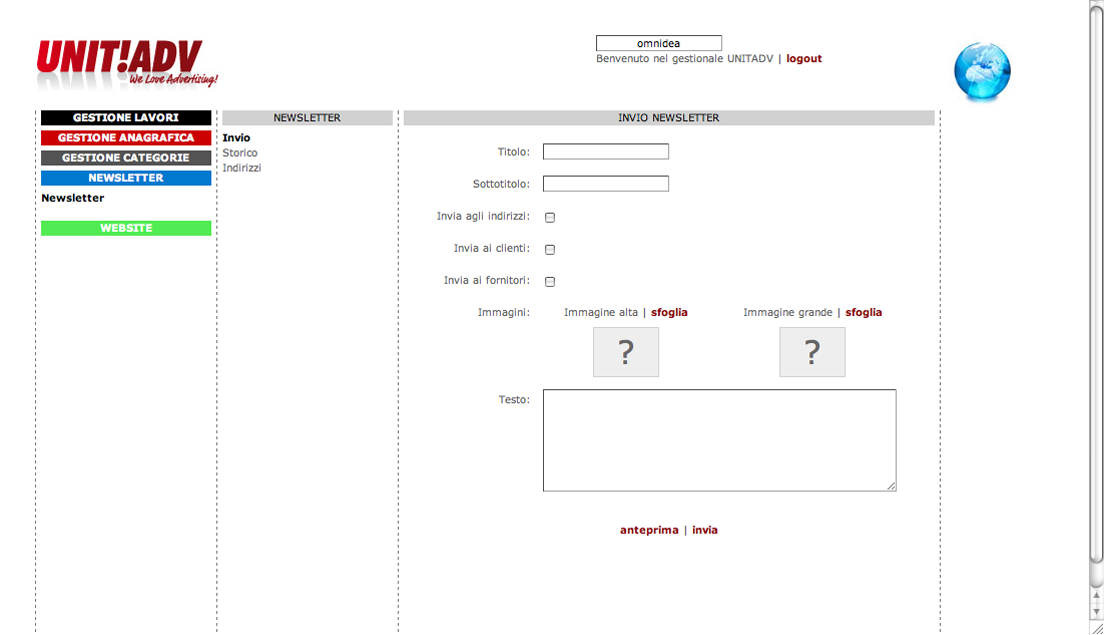 UNIT!ADV
We Love Advertising!
omnidea
Benvenuto nel gestionale UNITADV | logout
GESTIONE LAVORI
GESTIONE ANAGRAFICA
GESTIONE CATEGORIE
NEWSLETTER
Newsletter
WEBSITE
NEWSLETTER
Invio
Storico
Indirizzi
INVIO NEWSLETTER
Titolo:
Sottotitolo:
Invia agli indirizzi:
Invia ai clienti:
Invia ai fornitori:
Immagini: Immagine alta | sfoglia Immagine grande | sfoglia
? ?
Testo:
anteprima | invia